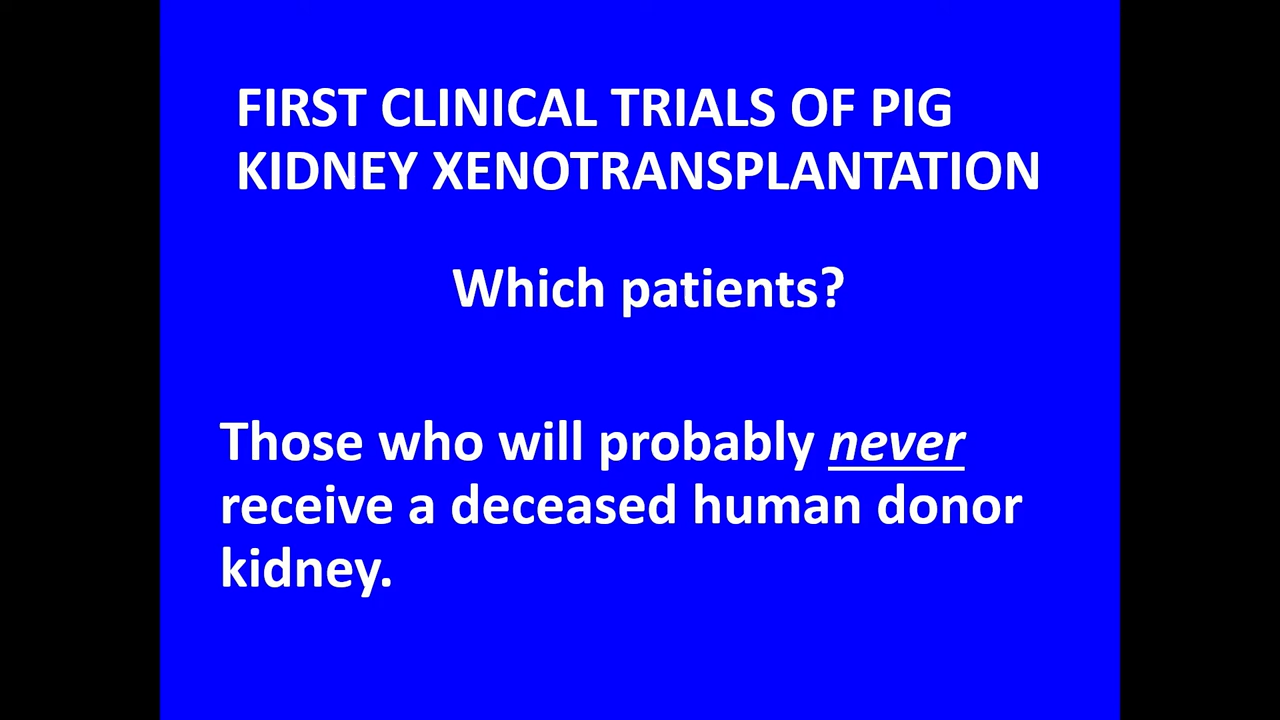 FIRST CLINICAL TRIALS OF PIG
KIDNEY XENOTRANSPLANTATION
Which patients?
Those who will probably never
receive a deceased human donor
kidney.